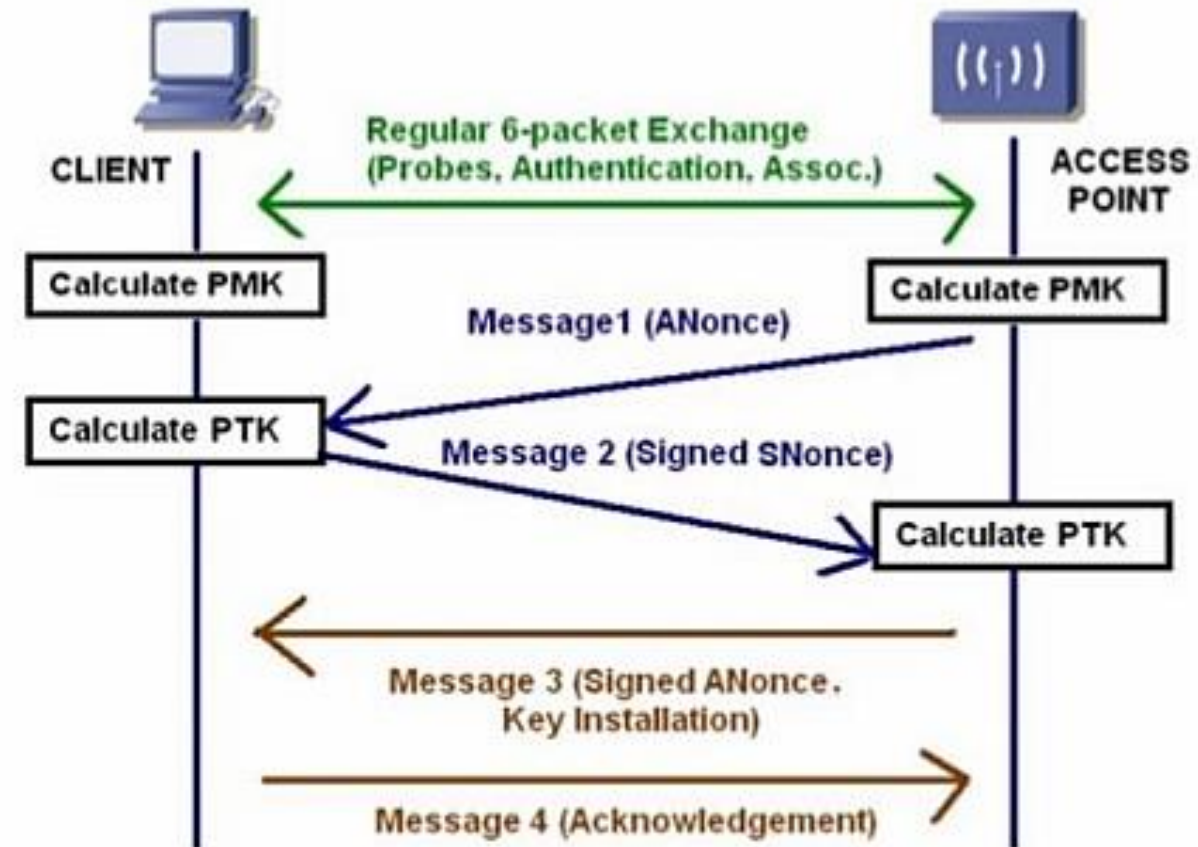 Regular 6-packet Exchange
(Probes, Authentication, Assoc.)
CLIENT
ACCESS
POINT
Calculate PMK
Calculate PMK
Message1 (ANonce)
Calculate PTK
Message 2 (Signed SNonce)
Calculate PTK
Message 3 (Signed ANonce.
Key Installation)
Message 4 (Acknowledgement)